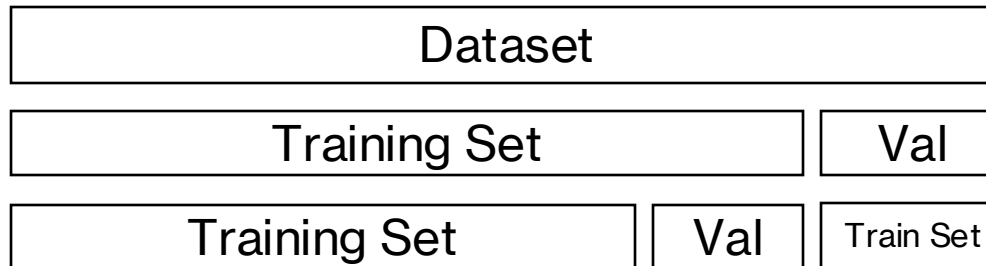 Dataset
Training Set Val
Training Set Val Train Set